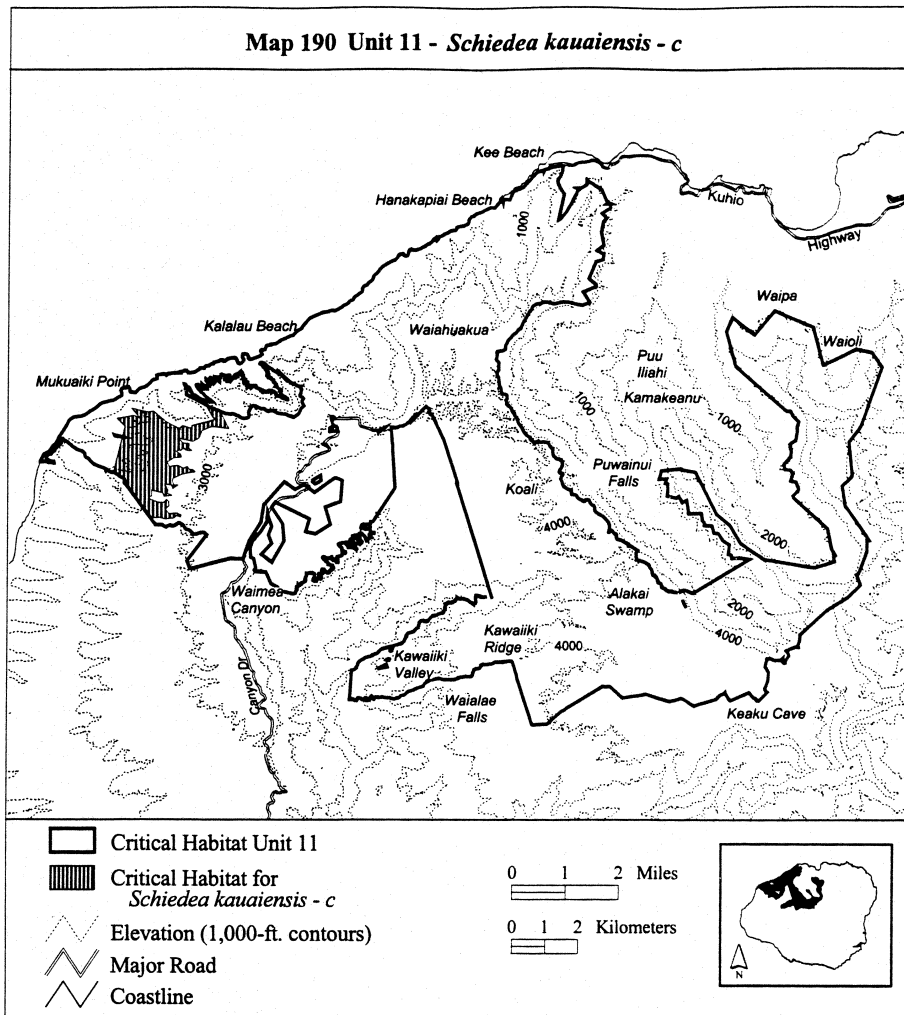 Map 190 Unit 11 - Schiedea kauaiensis - c
Kee Beach
Hanakapiai Beach
Kuhio
Highway
1000
Waipa
Kalalau Beach
Waiahuakua
Waioli
Puu
Iliahi
Mukuaiki Point
Kamakeanu
1000
1000
3000
Puwainui
Falls
Koali
4000
2000
Waimea
Canyon
Alakai
Swamp
2000
4000
Kawaiiki
Ridge
4000
Kawaiiki
Valley
Canyon Dr
Waialae
Falls
Keaku Cave
Critical Habitat Unit 11
Critical Habitat for
Schiedea kauaiensis - c
Elevation (1,000-ft. contours)
Major Road
Coastline
0 1 2 Miles
0 1 2 Kilometers
N